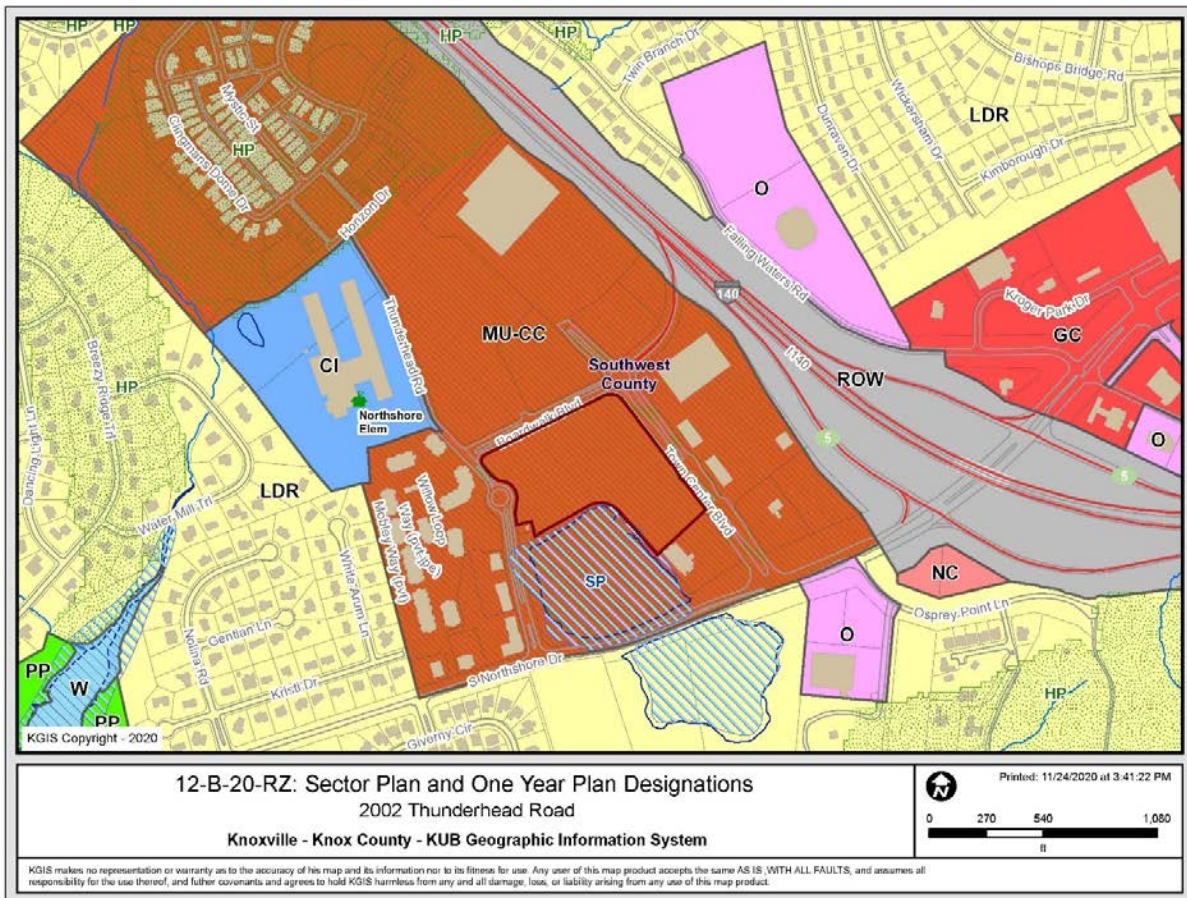 HP
HP
HP
HP
Twin Branch Dr
Bishops Bridge Rd
Mystic St
Clingmans Dome Dr
HP
Dunraven Dr
Wickersham Dr
LDR
Kimborough Dr
O
Horizon Dr
Falling Waters Rd
140
Kroger Park Dr
Thunderhead Rd
MU-CC
GC
CI
I 140
Southwest
County
ROW
Breezy Ridge Trl
HP
Northshore
Elem
Boardwalk Blvd
O
5
5
Dancing Light Ln
LDR
Water Mill Trl
Willow Loop
Way (pvt-jpe)
Mobley Way (pvt)
Town Center Blvd
White Arum Ln
SP
NC
Gentian Ln
Osprey Point Ln
Nolina Rd
O
PP
W
PP
Kristi Dr
S Northshore Dr
HP
Giverny Cir
KGIS Copyright - 2020
12-B-20-RZ: Sector Plan and One Year Plan Designations
2002 Thunderhead Road
Knoxville - Knox County - KUB Geographic Information System
N
Printed: 11/24/2020 at 3:41:22 PM
0 270 540 1,080
ft
KGIS makes no representation or warranty as to the accuracy of his map and its information nor to its fitness for use. Any user of this map product accepts the same AS IS ,WITH ALL FAULTS, and assumes all
responsibility for the use thereof, and futher covenants and agrees to hold KGIS harmless from any and all damage, loss, or liability arising from any use of this map product.